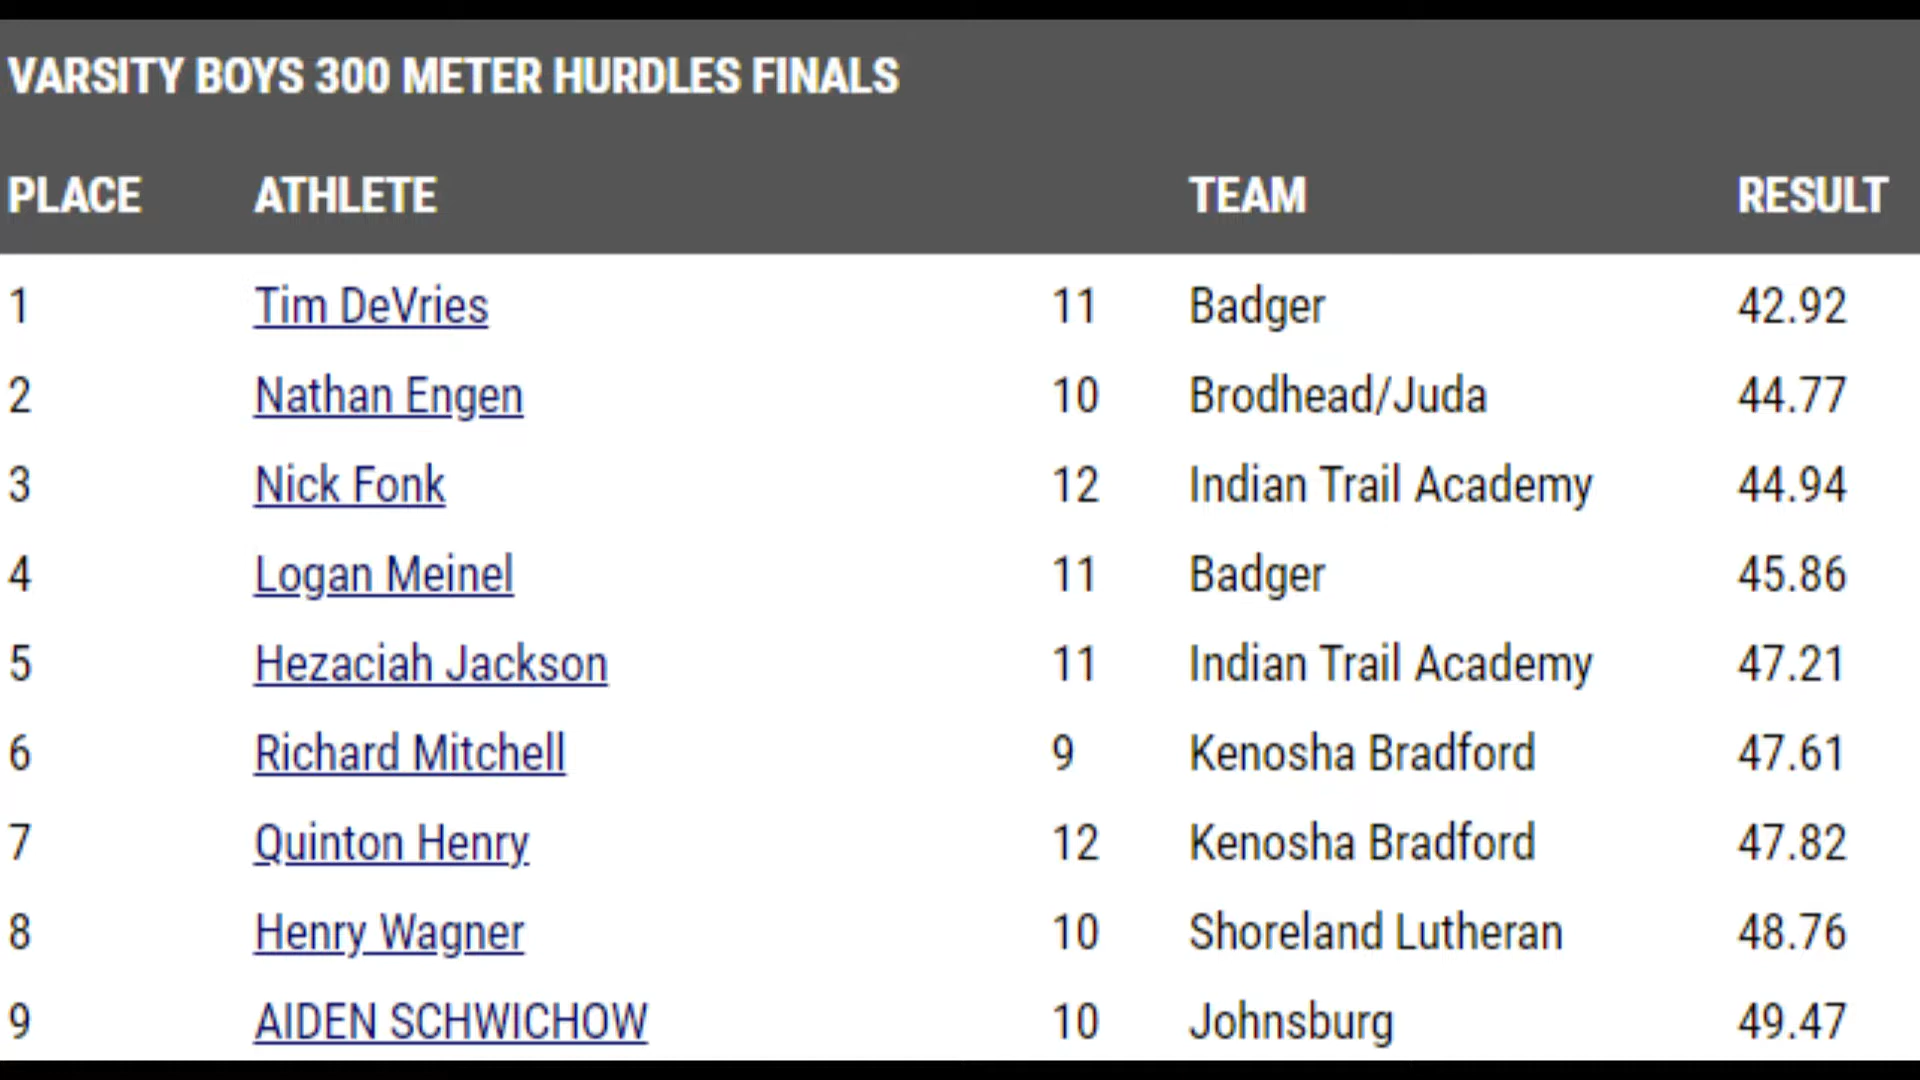 VARSITY BOYS 300 METER HURDLES FINALS
PLACE ATHLETE TEAM RESULT
1 Tim DeVries 11 Badger 42.92
2 Nathan Engen 10 Brodhead/Juda 44.77
3 Nick Fonk 12 Indian Trail Academy 44.94
4 Logan Meinel 11 Badger 45.86
5 Hezaciah Jackson 11 Indian Trail Academy 47.21
6 Richard Mitchell 9 Kenosha Bradford 47.61
7 Quinton Henry 12 Kenosha Bradford 47.82
8 Henry Wagner 10 Shoreland Lutheran 48.76
9 AIDEN SCHWICHOW 10 Johnsburg 49.47